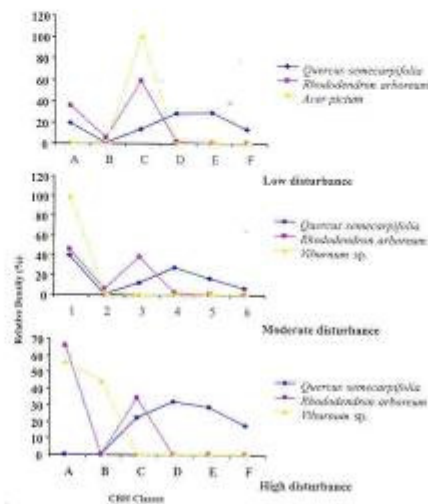 120
100
80
60
40
20
0
A B C D E F
Quercus semecarpifolia
Rhododendron arboreum
Acer pictum
Low disturbance
Relative Density (%)
120
100
80
60
40
20
0
1 2 3 4 5 6
Quercus semecarpifolia
Rhododendron arboreum
Viburnum sp.
Moderate disturbance
70
60
50
40
30
20
10
0
A B C D E F
Quercus semecarpifolia
Rhododendron arboreum
Viburnum sp.
High disturbance
CBH Classes